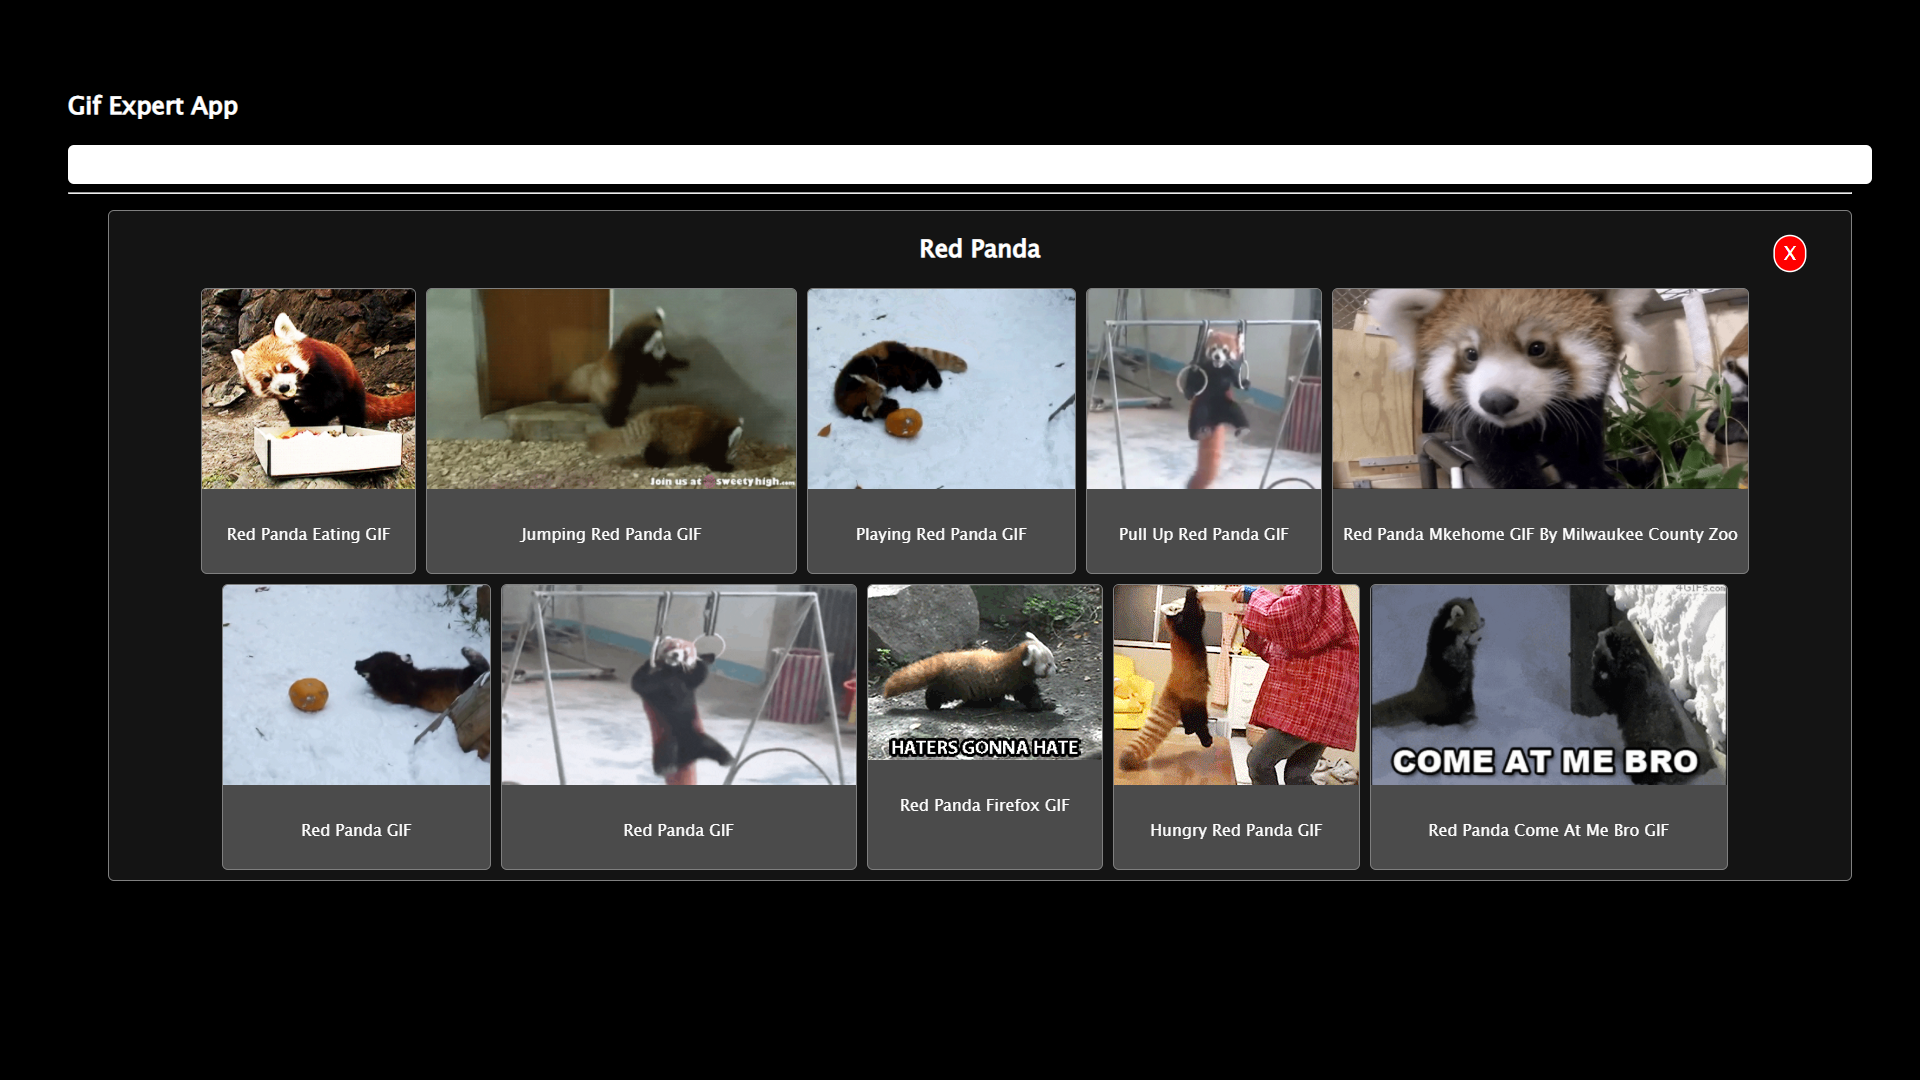 Gif Expert App
Red Panda
X
Join us at sweetyhigh.com
Red Panda Eating GIF
Jumping Red Panda GIF
Playing Red Panda GIF
Pull Up Red Panda GIF
Red Panda Mkehome GIF By Milwaukee County Zoo
4GIFS.com
HATERS GONNA HATE
COME AT ME BRO
Red Panda GIF
Red Panda GIF
Red Panda Firefox GIF
Hungry Red Panda GIF
Red Panda Come At Me Bro GIF